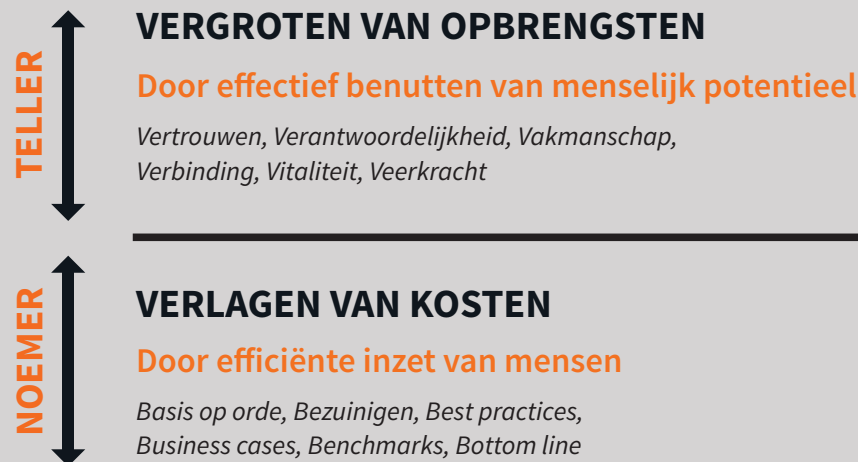 TELLER
VERGROTEN VAN OPBRENGSTEN
Door effectief benutten van menselijk potentieel
Vertrouwen, Verantwoordelijkheid, Vakmanschap,
Verbinding, Vitaliteit, Veerkracht
NOEMER
VERLAGEN VAN KOSTEN
Door efficiënte inzet van mensen
Basis op orde, Bezuinigen, Best practices,
Business cases, Benchmarks, Bottom line